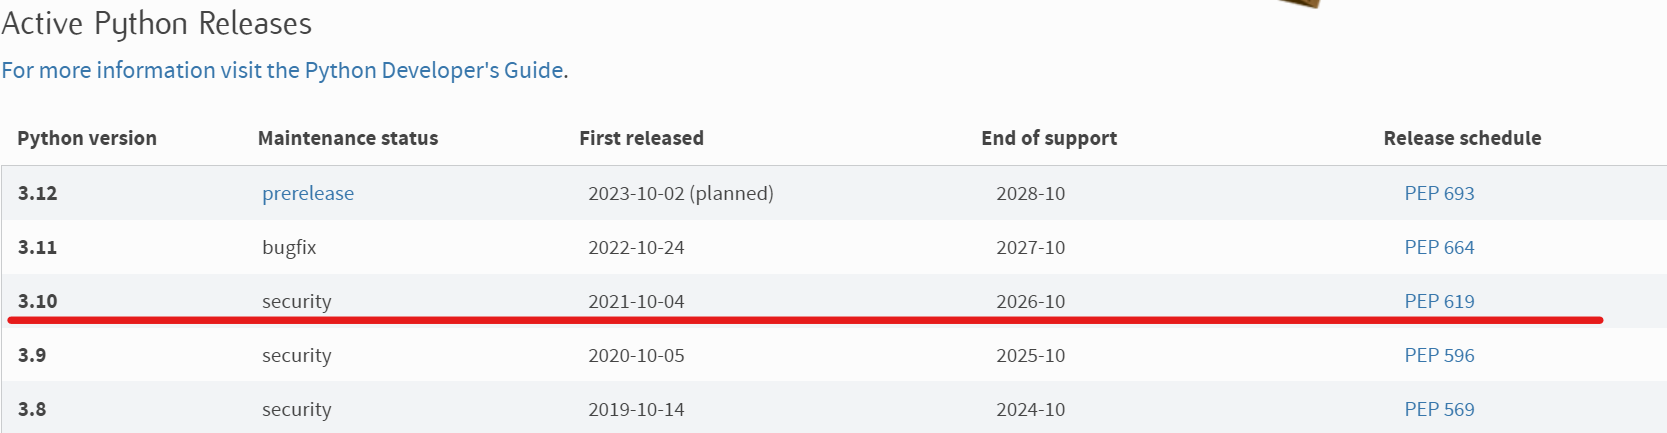 Active Python Releases
For more information visit the Python Developer's Guide.
Python version Maintenance status First released End of support Release schedule
3.12 prerelease 2023-10-02 (planned) 2028-10 PEP 693
3.11 bugfix 2022-10-24 2027-10 PEP 664
3.10 security 2021-10-04 2026-10 PEP 619
3.9 security 2020-10-05 2025-10 PEP 596
3.8 security 2019-10-14 2024-10 PEP 569